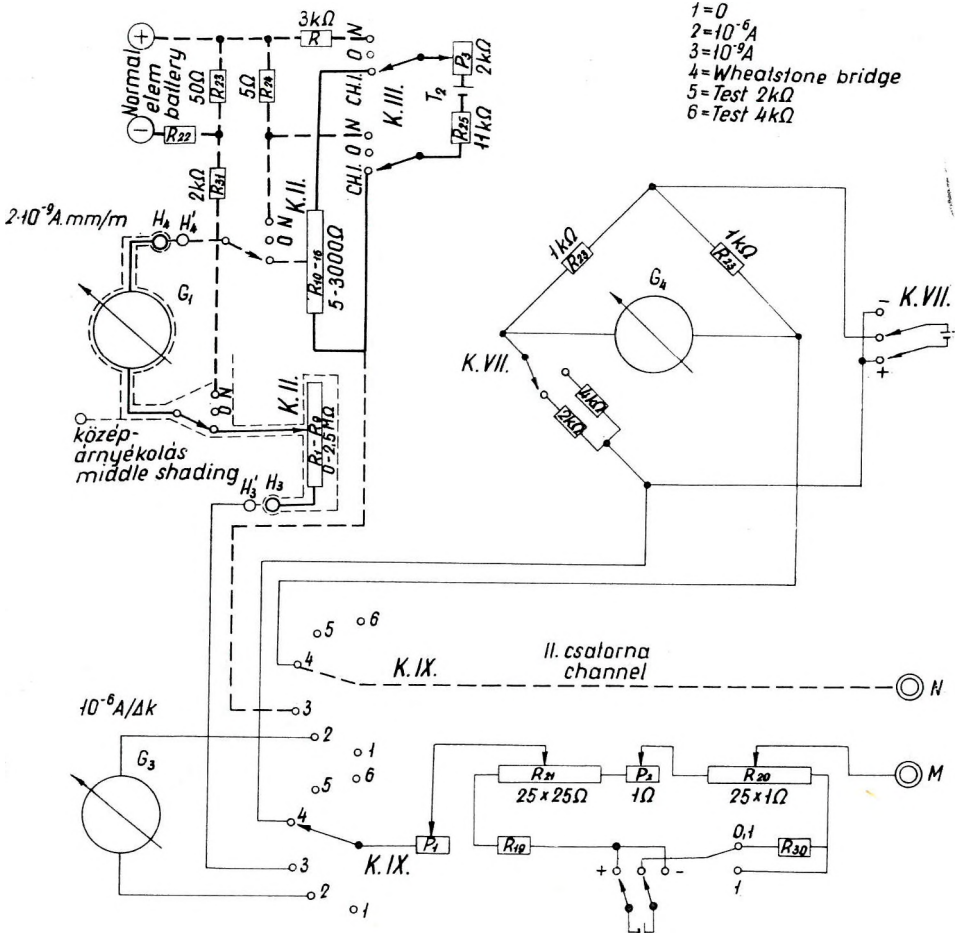 1=0
2=10⁻⁶A
3=10⁻⁹A
4=Wheatstone bridge
5=Test 2kΩ
6=Test 4kΩ
+
Normal
elem
battery
-
50Ω
R23
5Ω
R24
3kΩ
R
N
O
CH.I.
K.III.
P3
2kΩ
T2
R25
11kΩ
R22
2kΩ
R31
N
O
CH.I.
K.II.
N
O
R10-16
5-3000Ω
2·10⁻⁹A.mm/m
H4
H'4
G1
N
O
K.II.
R1-R9
0-2,5MΩ
közép-
árnyékolás
middle shading
H'3
H3
1kΩ
R29
1kΩ
R23
G4
K.VII.
4kΩ
2kΩ
-
K.VII.
+
6
5
4
K.IX.
II. csatorna
channel
N
3
2
1
10⁻⁶A/Δk
G3
6
5
4
K.IX.
3
2
1
P1
R21
25×25Ω
P2
1Ω
R20
25×1Ω
M
R19
+
-
0,1
1
R30